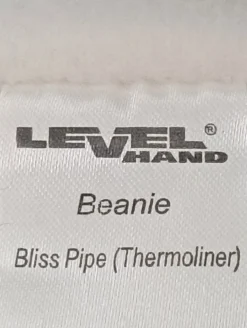 LEVEL®
HAND
Beanie
Bliss Pipe (Thermoliner)